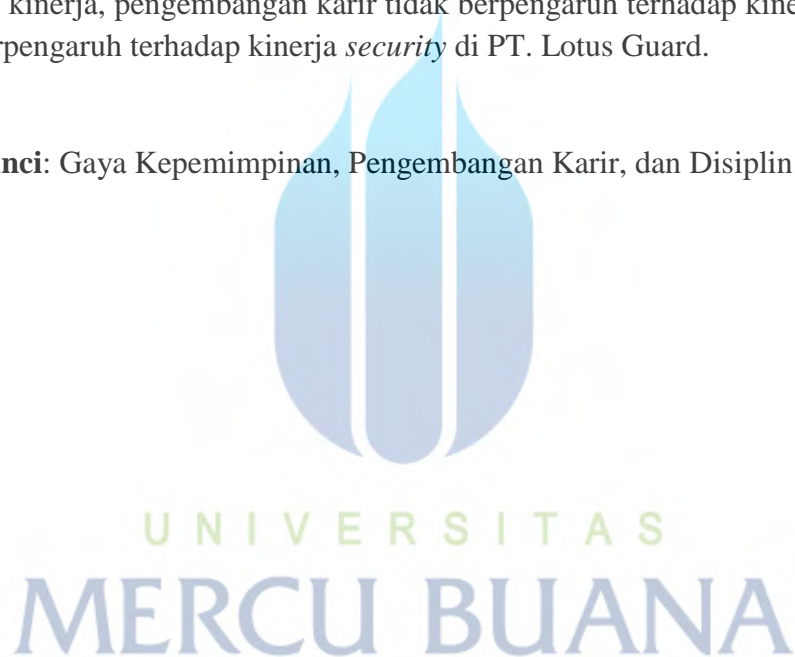 kinerja, pengembangan karir tidak berpengaruh terhadap kine
rpengaruh terhadap kinerja security di PT. Lotus Guard.
nci: Gaya Kepemimpinan, Pengembangan Karir, dan Disiplin
UNIVERSITAS
MERCU BUANA